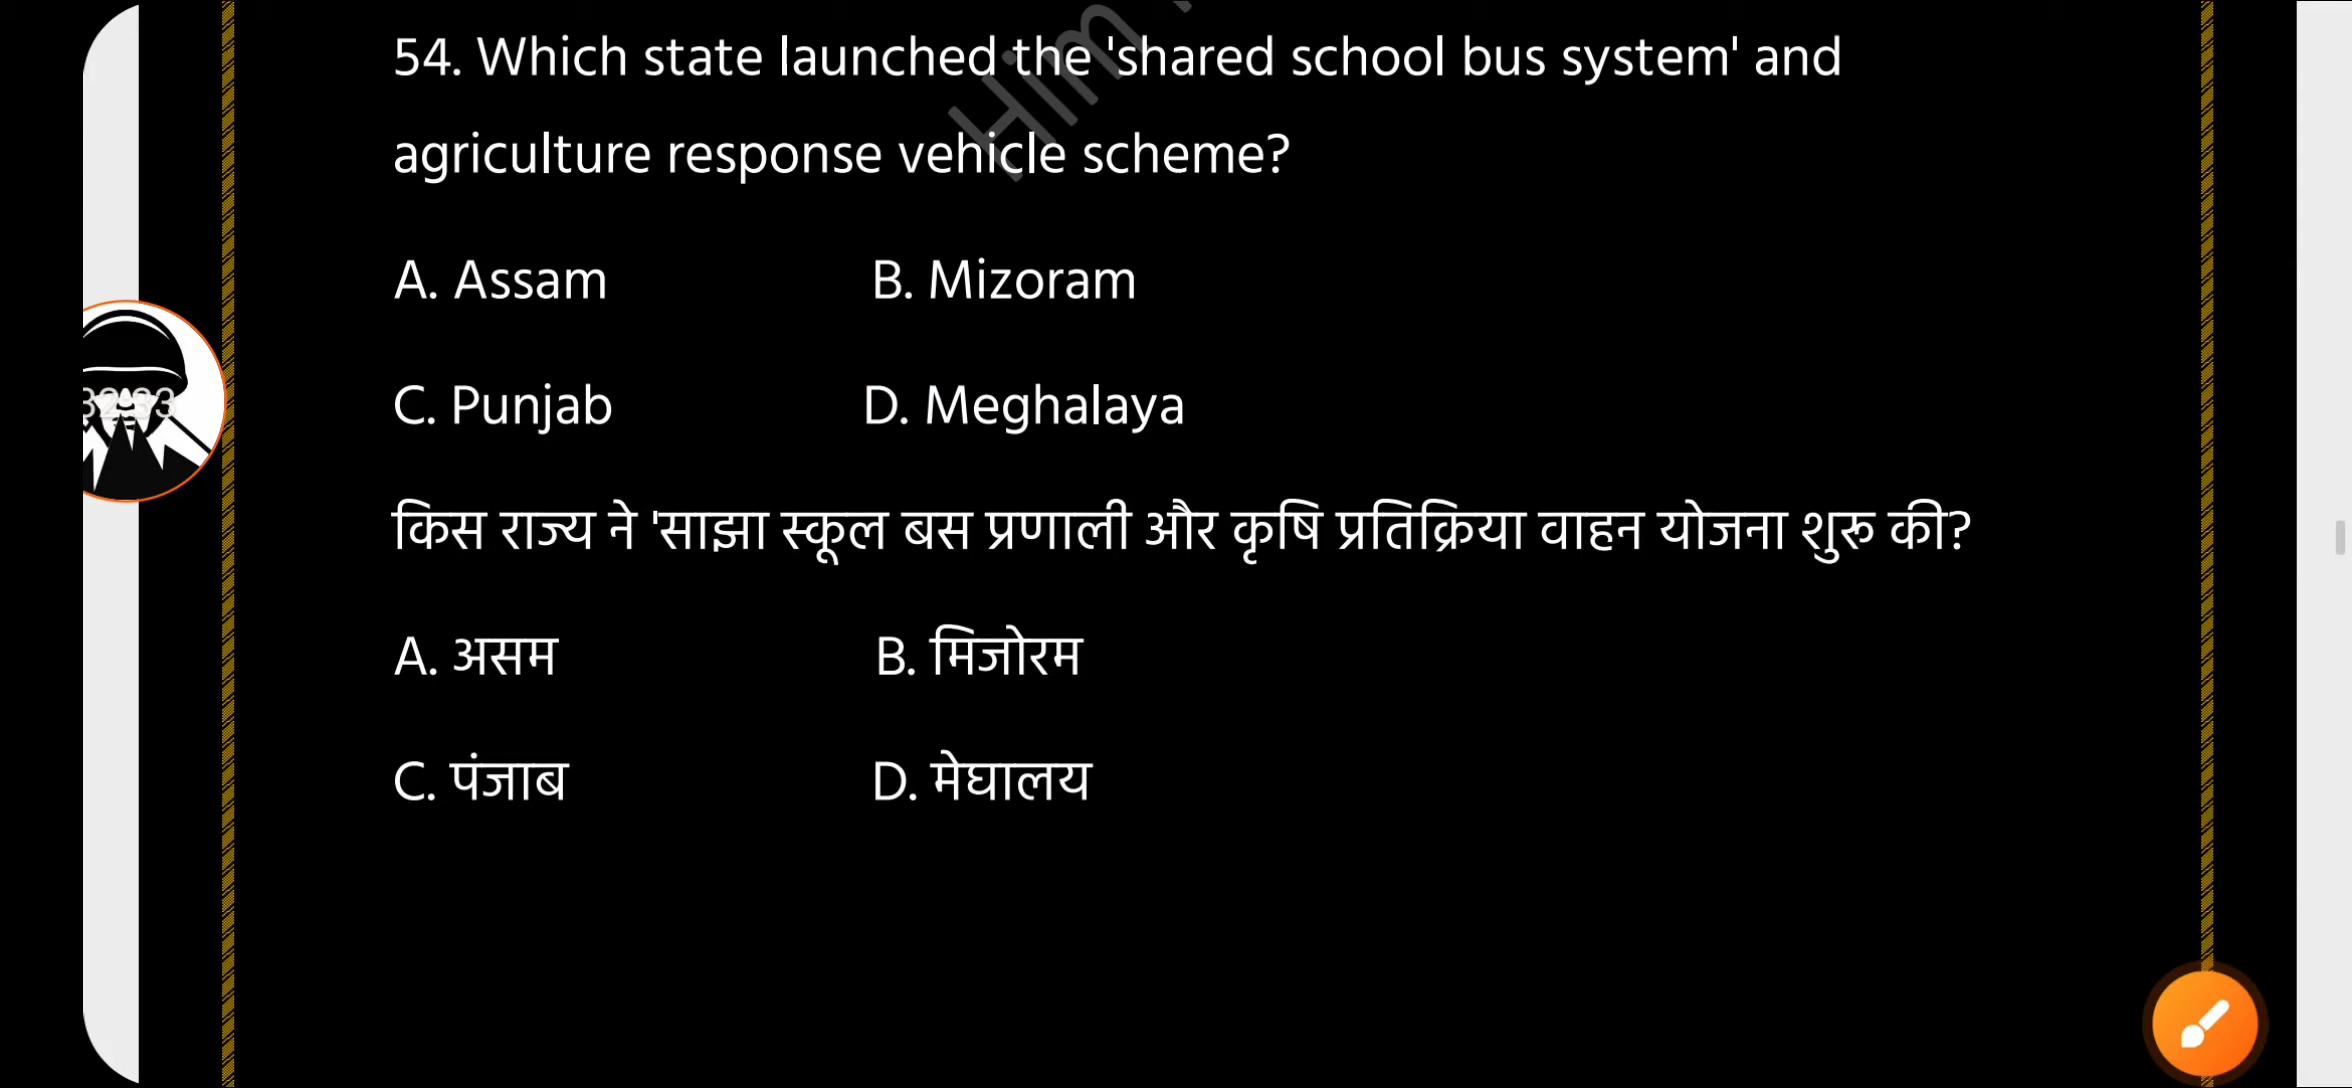 54. Which state launched the 'shared school bus system' and
agriculture response vehicle scheme?
A. Assam B. Mizoram
C. Punjab D. Meghalaya
किस राज्य ने 'साझा स्कूल बस प्रणाली और कृषि प्रतिक्रिया वाहन योजना शुरू की?
A. असम B. मिजोरम
C. पंजाब D. मेघालय
Him